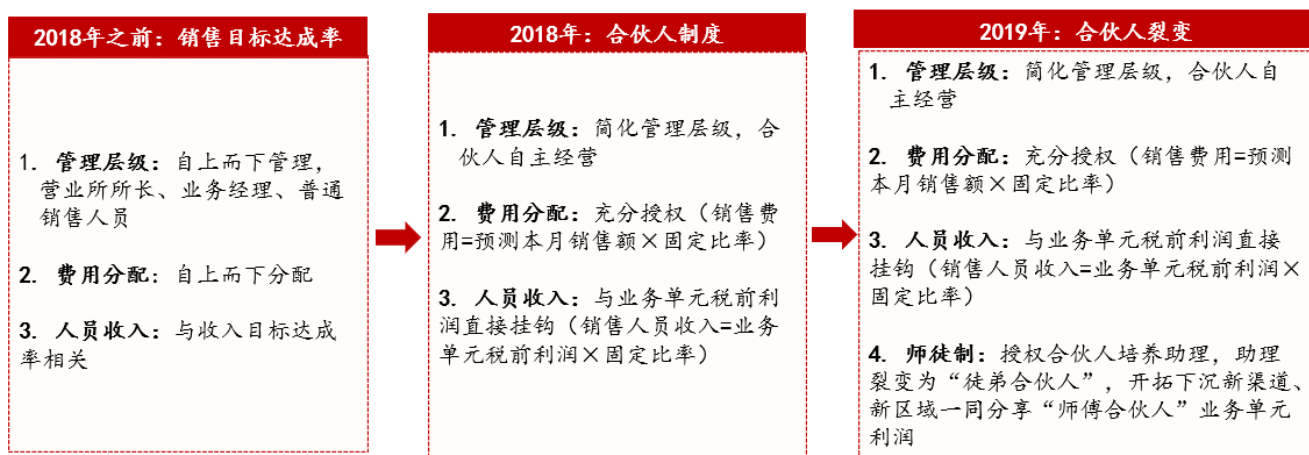 2018年之前：销售目标达成率
1. 管理层级：自上而下管理，
营业所所长、业务经理、普通
销售人员
2. 费用分配：自上而下分配
3. 人员收入：与收入目标达成
率相关
2018年：合伙人制度
1. 管理层级：简化管理层级，合
伙人自主经营
2. 费用分配：充分授权（销售费
用=预测本月销售额×固定比率）
3. 人员收入：与业务单元税前利
润直接挂钩（销售人员收入=业务
单元税前利润×固定比率）
2019年：合伙人裂变
1. 管理层级：简化管理层级，合伙人自
主经营
2. 费用分配：充分授权（销售费用=预测
本月销售额×固定比率）
3. 人员收入：与业务单元税前利润直接
挂钩（销售人员收入=业务单元税前利润×
固定比率）
4. 师徒制：授权合伙人培养助理，助理
裂变为“徒弟合伙人”，开拓下沉新渠道、
新区域一同分享“师傅合伙人”业务单元
利润